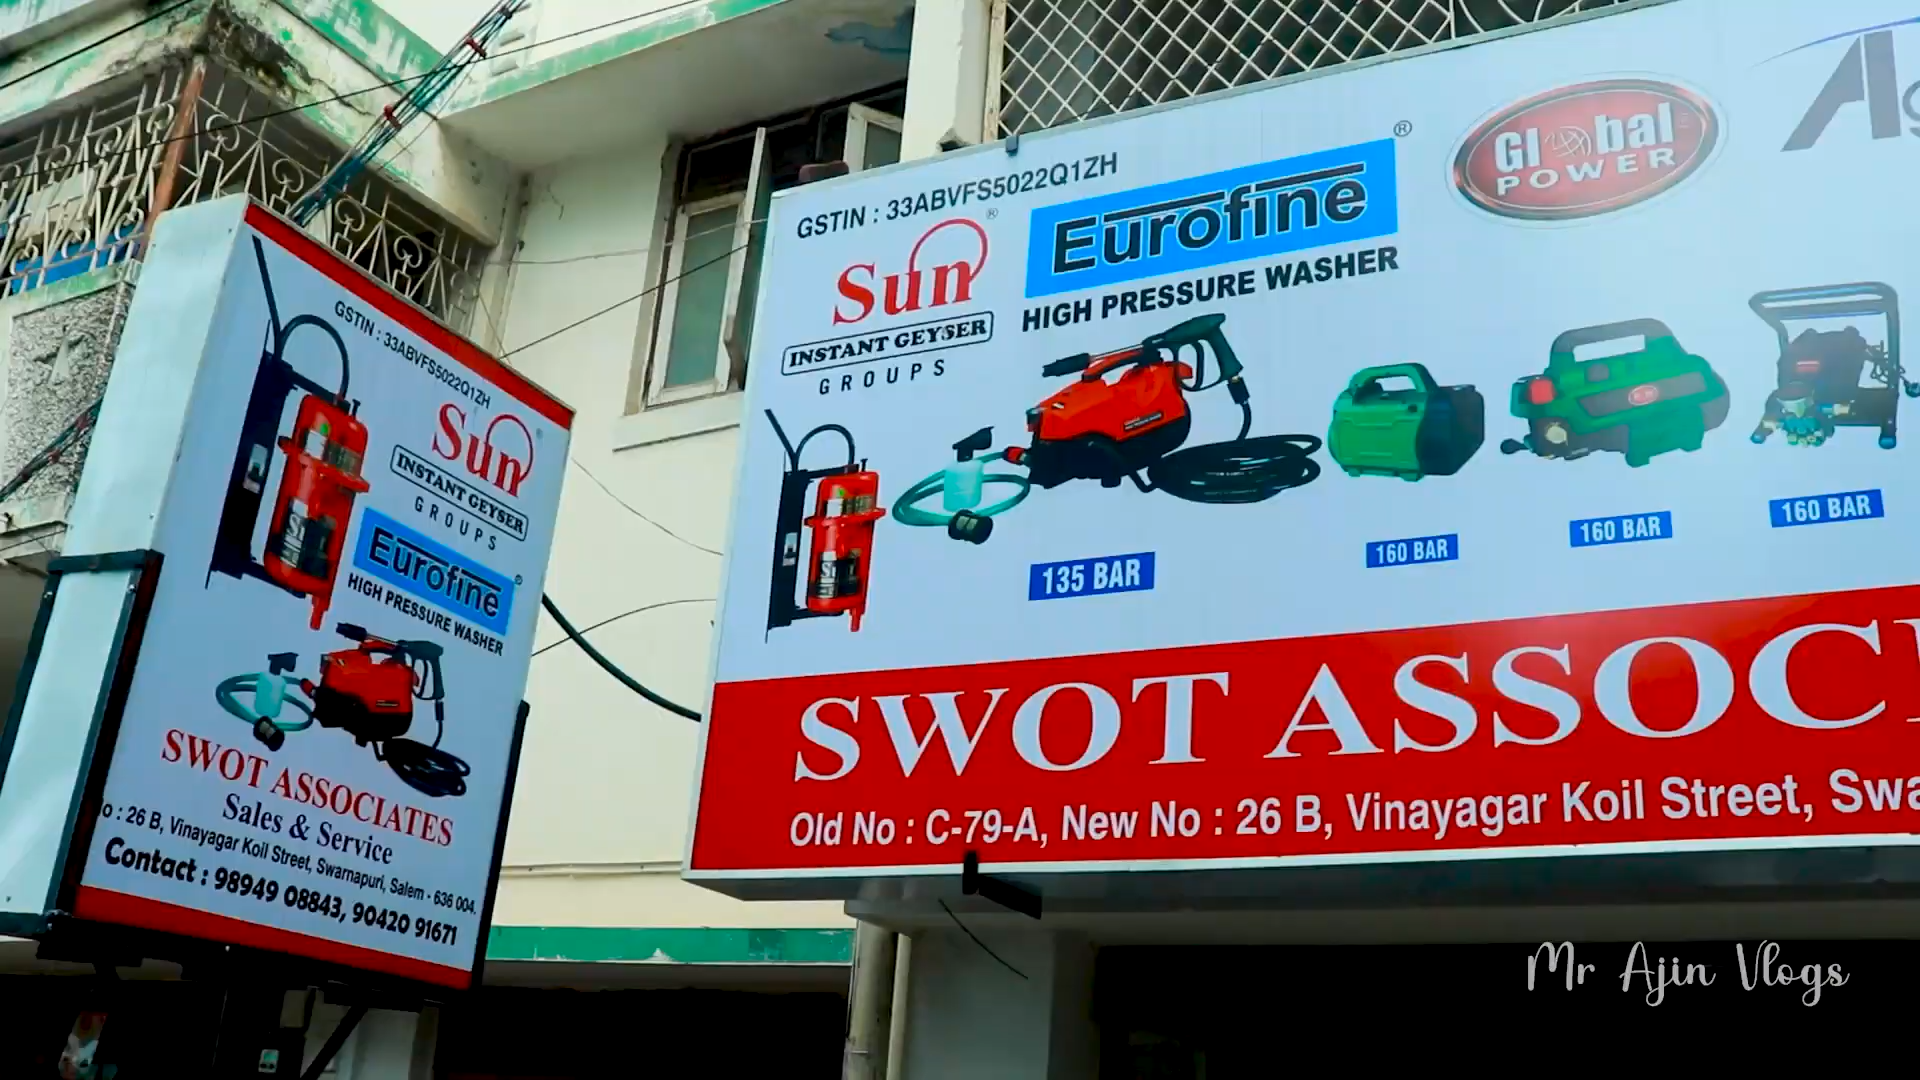 GSTIN : 33ABVFS5022Q1ZH
Sun ®
INSTANT GEYSER
GROUPS
Eurofine ®
HIGH PRESSURE WASHER
SWOT ASSOCIATES
Sales & Service
o : 26 B, Vinayagar Koil Street, Swarnapuri, Salem - 636 004.
Contact : 98949 08843, 90420 91671
GSTIN : 33ABVFS5022Q1ZH
Sun ®
INSTANT GEYSER
GROUPS
Eurofine ®
HIGH PRESSURE WASHER
Global
POWER
Ag
135 BAR
160 BAR
160 BAR
160 BAR
SWOT ASSOCI
Old No : C-79-A, New No : 26 B, Vinayagar Koil Street, Swa
Mr Ajin Vlogs